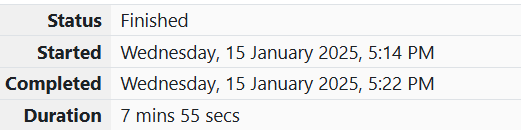 Status Finished
Started Wednesday, 15 January 2025, 5:14 PM
Completed Wednesday, 15 January 2025, 5:22 PM
Duration 7 mins 55 secs